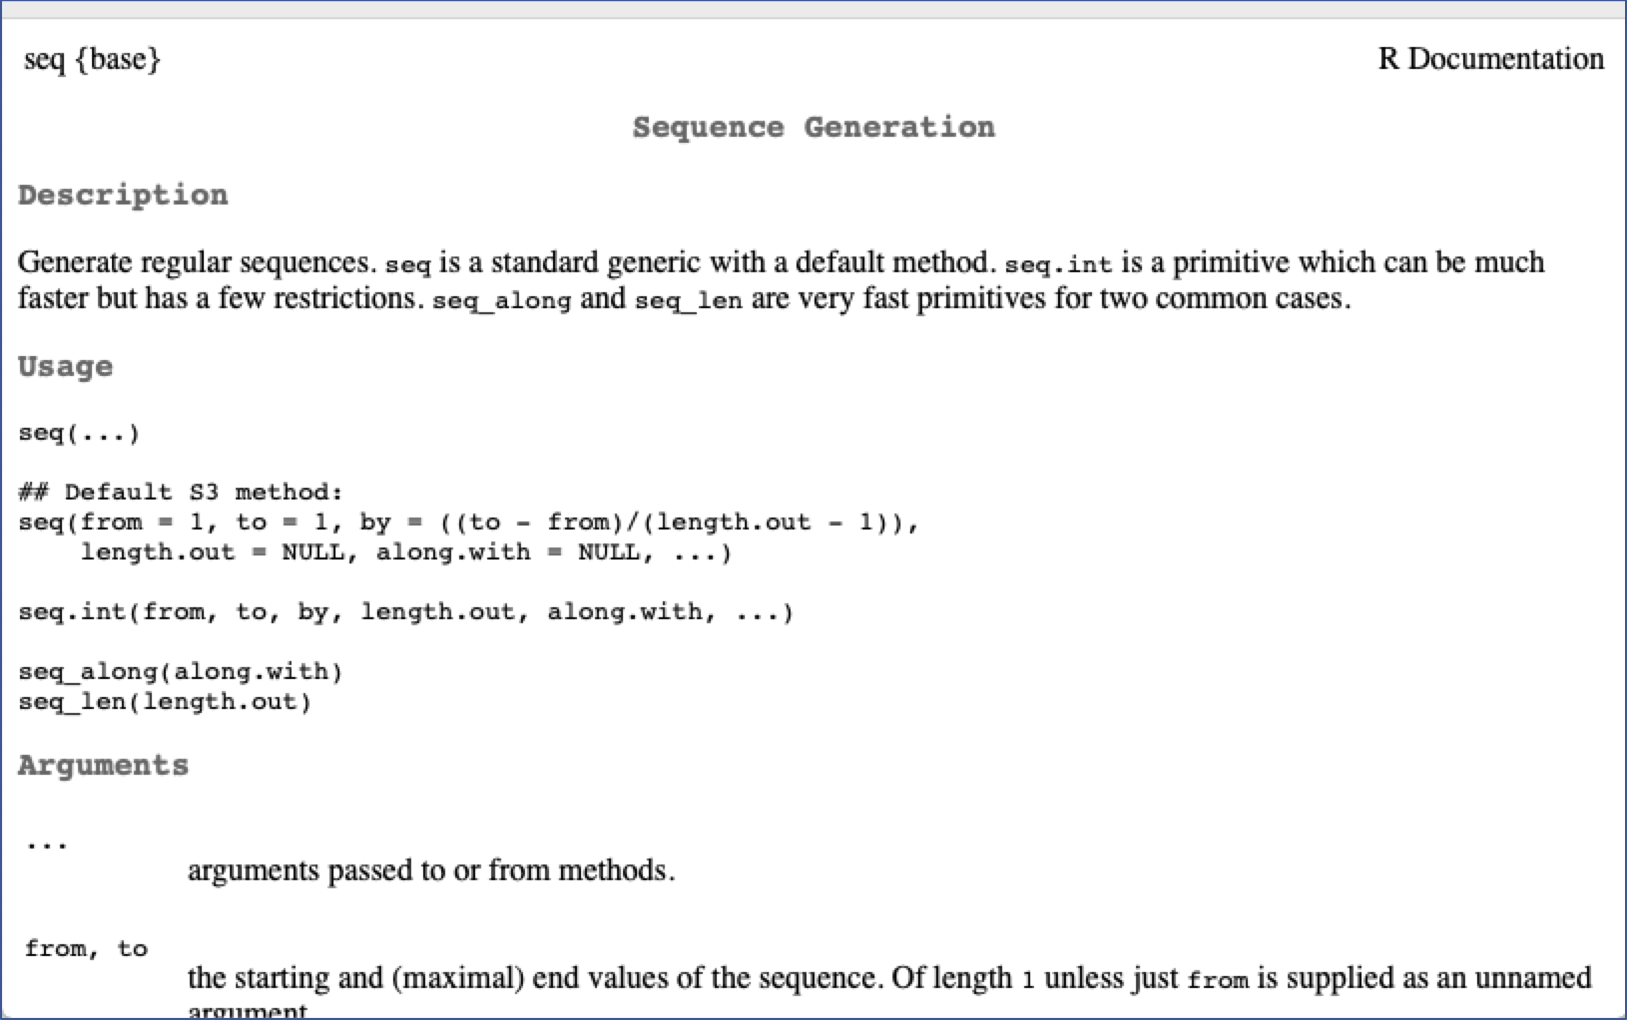 seq {base}
R Documentation
Sequence Generation
Description
Generate regular sequences. seq is a standard generic with a default method. seq.int is a primitive which can be much
faster but has a few restrictions. seq_along and seq_len are very fast primitives for two common cases.
Usage
seq(...)
## Default S3 method:
seq(from = 1, to = 1, by = ((to - from)/(length.out - 1)),
    length.out = NULL, along.with = NULL, ...)
seq.int(from, to, by, length.out, along.with, ...)
seq_along(along.with)
seq_len(length.out)
Arguments
...
arguments passed to or from methods.
from, to
the starting and (maximal) end values of the sequence. Of length 1 unless just from is supplied as an unnamed
argument